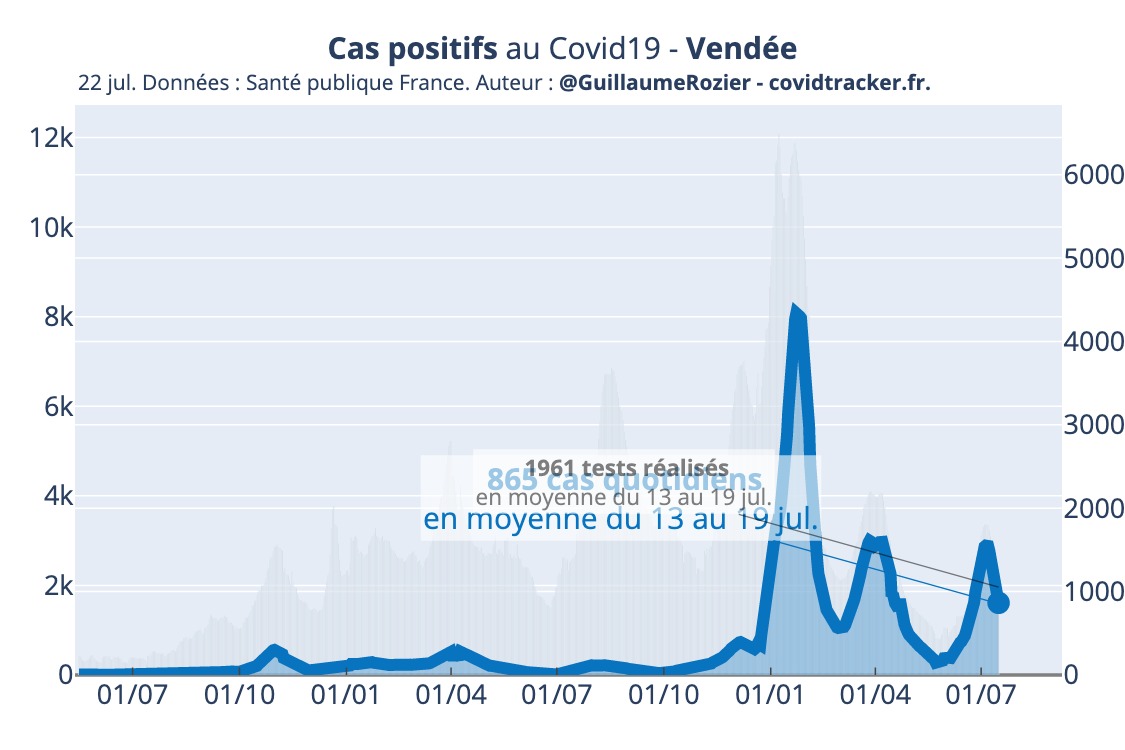 Cas positifs au Covid19 - Vendée
22 jul. Données : Santé publique France. Auteur : @GuillaumeRozier - covidtracker.fr.
12k
10k
8k
6k
4k
2k
0
6000
5000
4000
3000
2000
1000
0
1961 tests réalisés
en moyenne du 13 au 19 jul.
865 cas quotidiens
en moyenne du 13 au 19 jul.
01/07
01/10
01/01
01/04
01/07
01/10
01/01
01/04
01/07